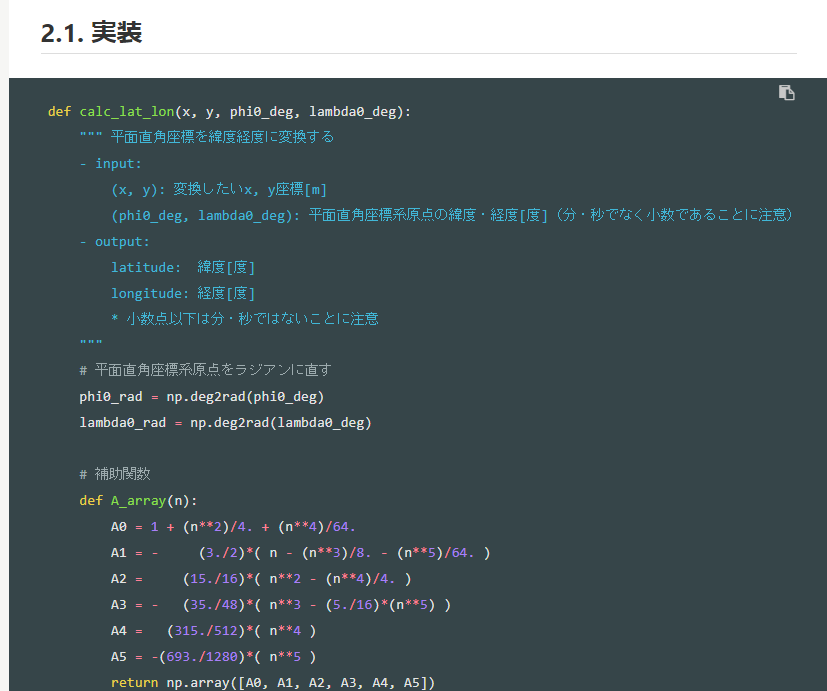 2.1. 実装
def calc_lat_lon(x, y, phi0_deg, lambda0_deg):
""" 平面直角座標を緯度経度に変換する
- input:
(x, y): 変換したいx, y座標[m]
(phi0_deg, lambda0_deg): 平面直角座標系原点の緯度・経度[度]（分・秒でなく小数であることに注意）
- output:
latitude:  緯度[度]
longitude: 経度[度]
* 小数点以下は分・秒ではないことに注意
"""
# 平面直角座標系原点をラジアンに直す
phi0_rad = np.deg2rad(phi0_deg)
lambda0_rad = np.deg2rad(lambda0_deg)
# 補助関数
def A_array(n):
A0 = 1 + (n**2)/4. + (n**4)/64.
A1 = -     (3./2)*( n - (n**3)/8. - (n**5)/64. )
A2 =     (15./16)*( n**2 - (n**4)/4. )
A3 = -   (35./48)*( n**3 - (5./16)*(n**5) )
A4 =   (315./512)*( n**4 )
A5 = -(693./1280)*( n**5 )
return np.array([A0, A1, A2, A3, A4, A5])